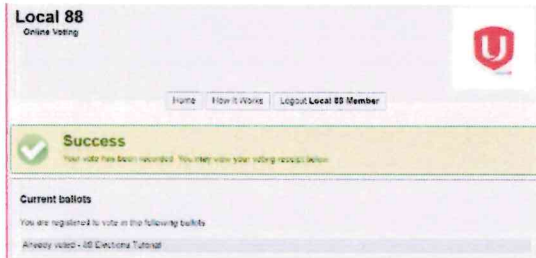 Local 88
Online Voting
U
Home How It Works Logout Local 88 Member
Success
Your vote has been recorded. You may view your voting receipt below
Current ballots
You are registered to vote in the following ballots
Already voted - 88 Elections Tutorial